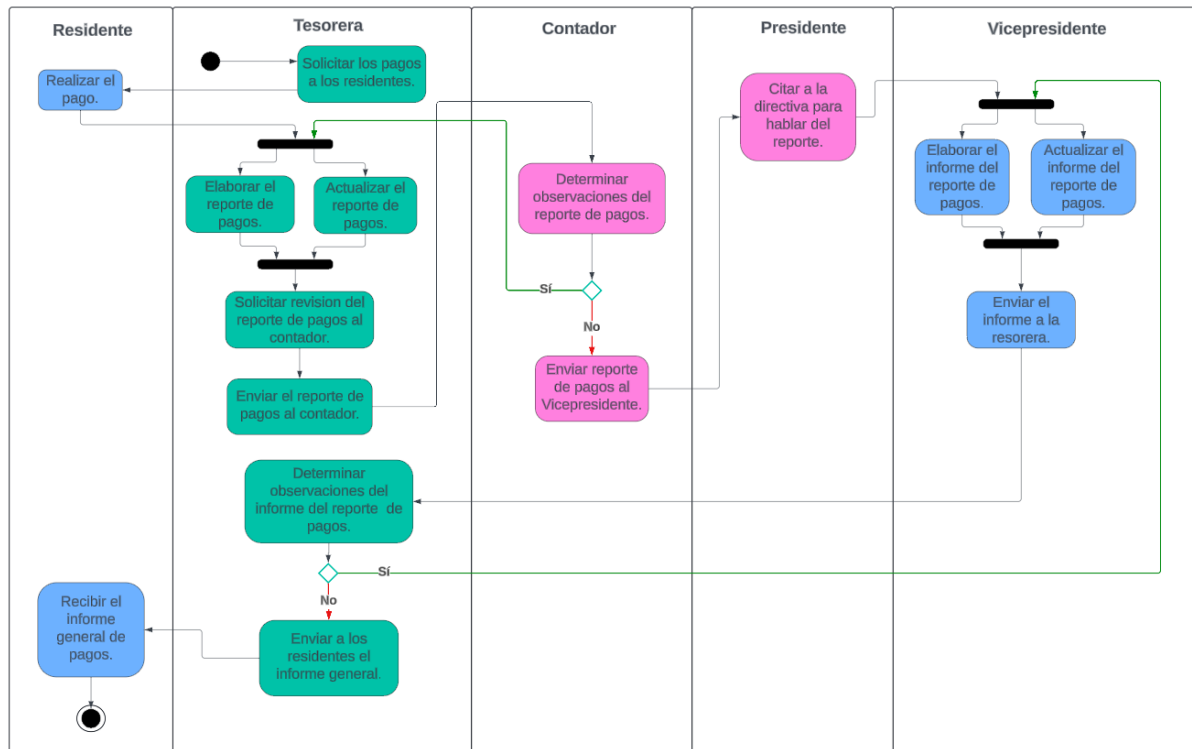 Residente
Tesorera
Contador
Presidente
Vicepresidente
Solicitar los pagos
a los residentes.
Realizar el
pago.
Citar a la
directiva para
hablar del
reporte.
Elaborar el
reporte de
pagos.
Actualizar el
reporte de
pagos.
Determinar
observaciones del
reporte de pagos.
Elaborar el
informe del
reporte de
pagos.
Actualizar el
informe del
reporte de
pagos.
Sí
No
Solicitar revision del
reporte de pagos al
contador.
Enviar el
informe a la
resorera.
Enviar el reporte de
pagos al contador.
Enviar reporte
de pagos al
Vicepresidente.
Determinar
observaciones del
informe del reporte de
pagos.
Sí
No
Recibir el
informe
general de
pagos.
Enviar a los
residentes el
informe general.